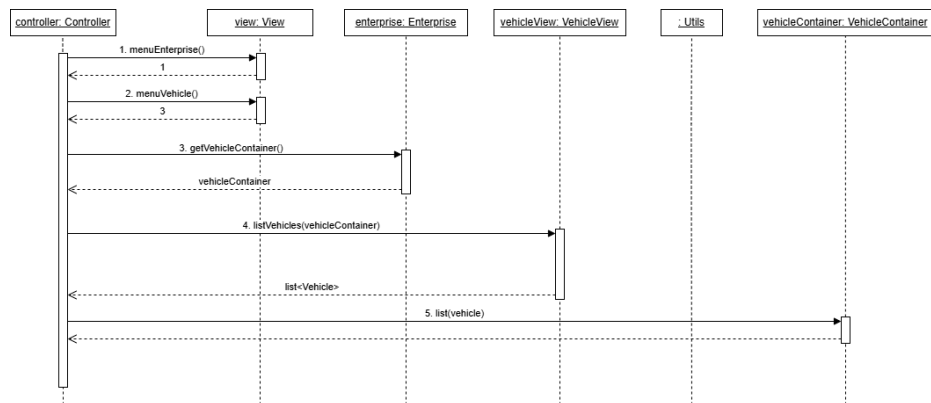 controller: Controller
view: View
enterprise: Enterprise
vehicleView: VehicleView
: Utils
vehicleContainer: VehicleContainer
1. menuEnterprise()
1
2. menuVehicle()
3
3. getVehicleContainer()
vehicleContainer
4. listVehicles(vehicleContainer)
list<Vehicle>
5. list(vehicle)